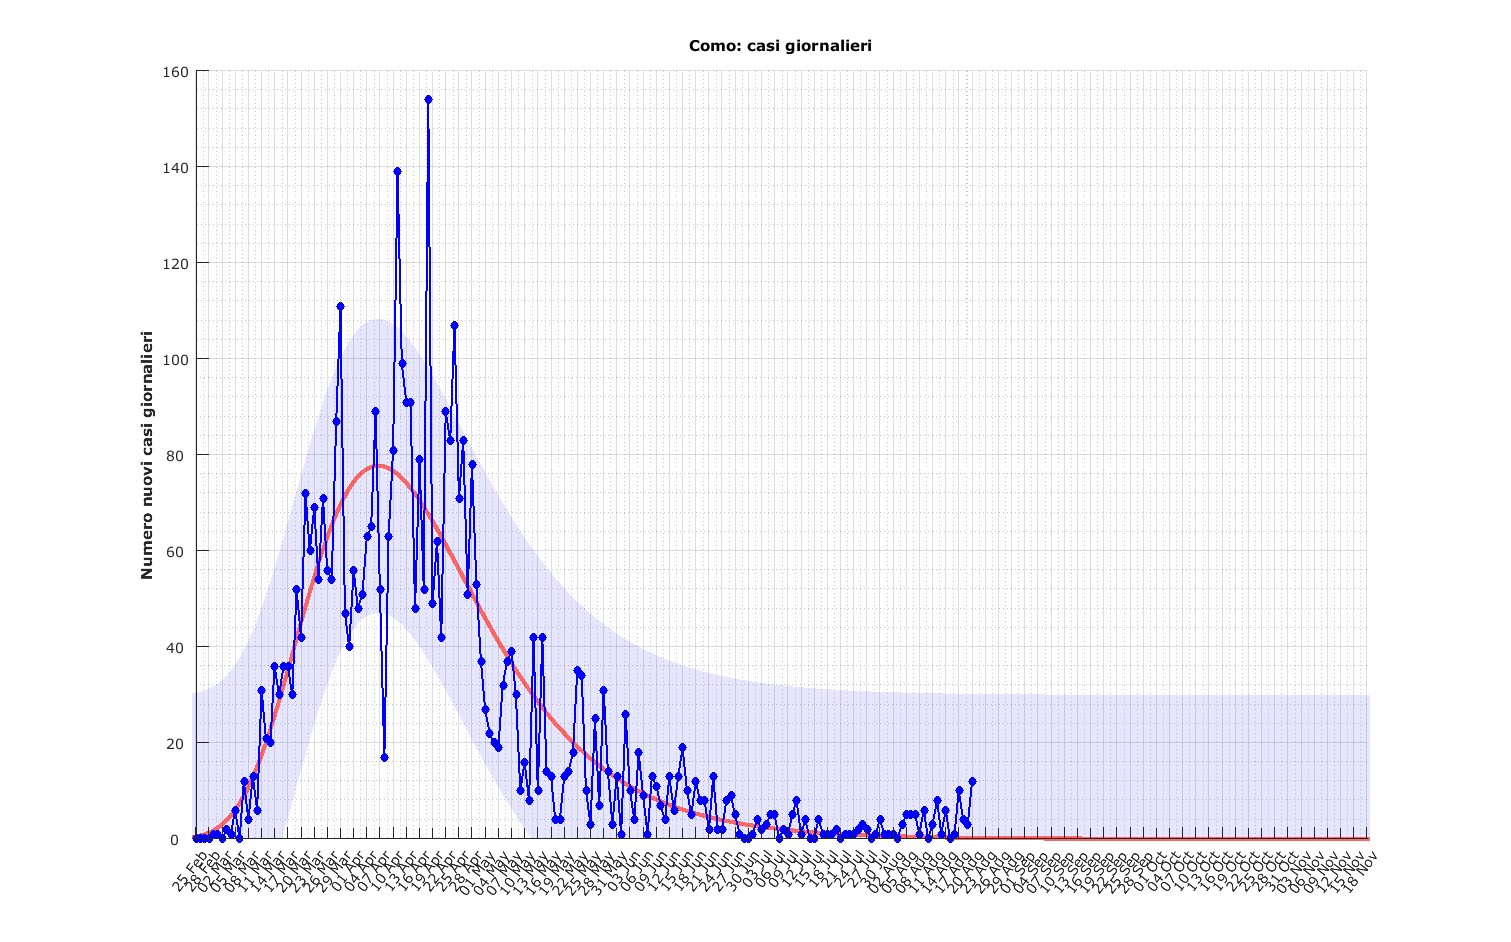 Como: casi giornalieri
Numero nuovi casi giornalieri
160
140
120
100
80
60
40
20
0
25 Feb
28 Feb
02 Mar
05 Mar
08 Mar
11 Mar
14 Mar
17 Mar
20 Mar
23 Mar
26 Mar
29 Mar
01 Apr
04 Apr
07 Apr
10 Apr
13 Apr
16 Apr
19 Apr
22 Apr
25 Apr
28 Apr
01 May
04 May
07 May
10 May
13 May
16 May
19 May
22 May
25 May
28 May
31 May
03 Jun
06 Jun
09 Jun
12 Jun
15 Jun
18 Jun
21 Jun
24 Jun
27 Jun
30 Jun
03 Jul
06 Jul
09 Jul
12 Jul
15 Jul
18 Jul
21 Jul
24 Jul
27 Jul
30 Jul
02 Aug
05 Aug
08 Aug
11 Aug
14 Aug
17 Aug
20 Aug
23 Aug
26 Aug
29 Aug
01 Sep
04 Sep
07 Sep
10 Sep
13 Sep
16 Sep
19 Sep
22 Sep
25 Sep
28 Sep
01 Oct
04 Oct
07 Oct
10 Oct
13 Oct
16 Oct
19 Oct
22 Oct
25 Oct
28 Oct
31 Oct
03 Nov
06 Nov
09 Nov
12 Nov
15 Nov
18 Nov